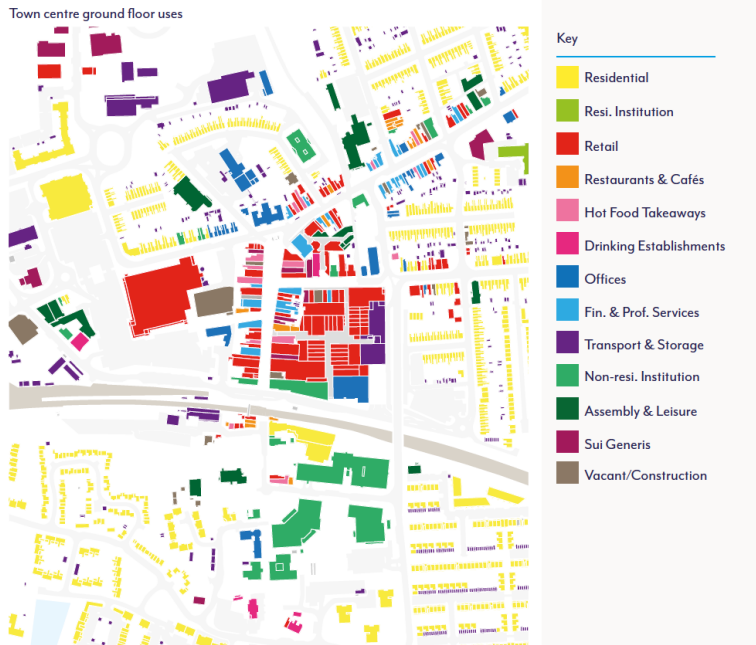 Town centre ground floor uses
Key
Residential
Resi. Institution
Retail
Restaurants & Cafés
Hot Food Takeaways
Drinking Establishments
Offices
Fin. & Prof. Services
Transport & Storage
Non-resi. Institution
Assembly & Leisure
Sui Generis
Vacant/Construction